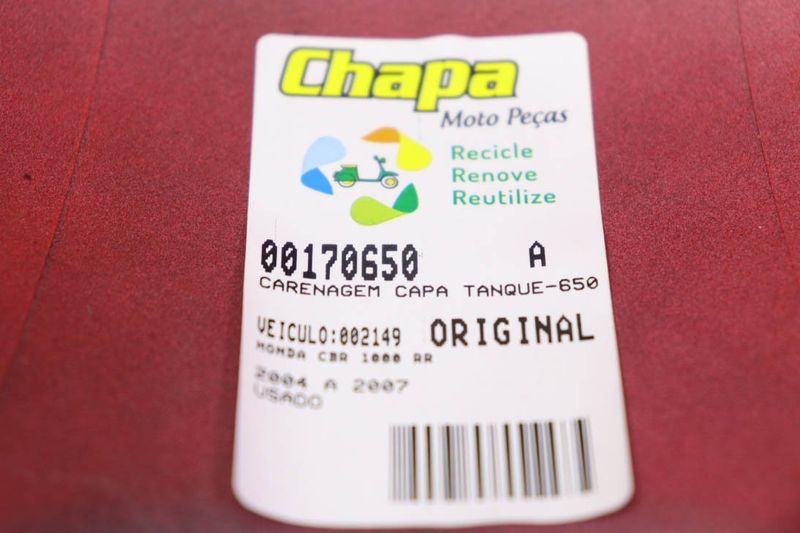 Chapa
Moto Peças
Recicle
Renove
Reutilize
00170650 A
CARENAGEM CAPA TANQUE-650
VEICULO:002149 ORIGINAL
HONDA CBR 1000 RR
2004 A 2007
USADO